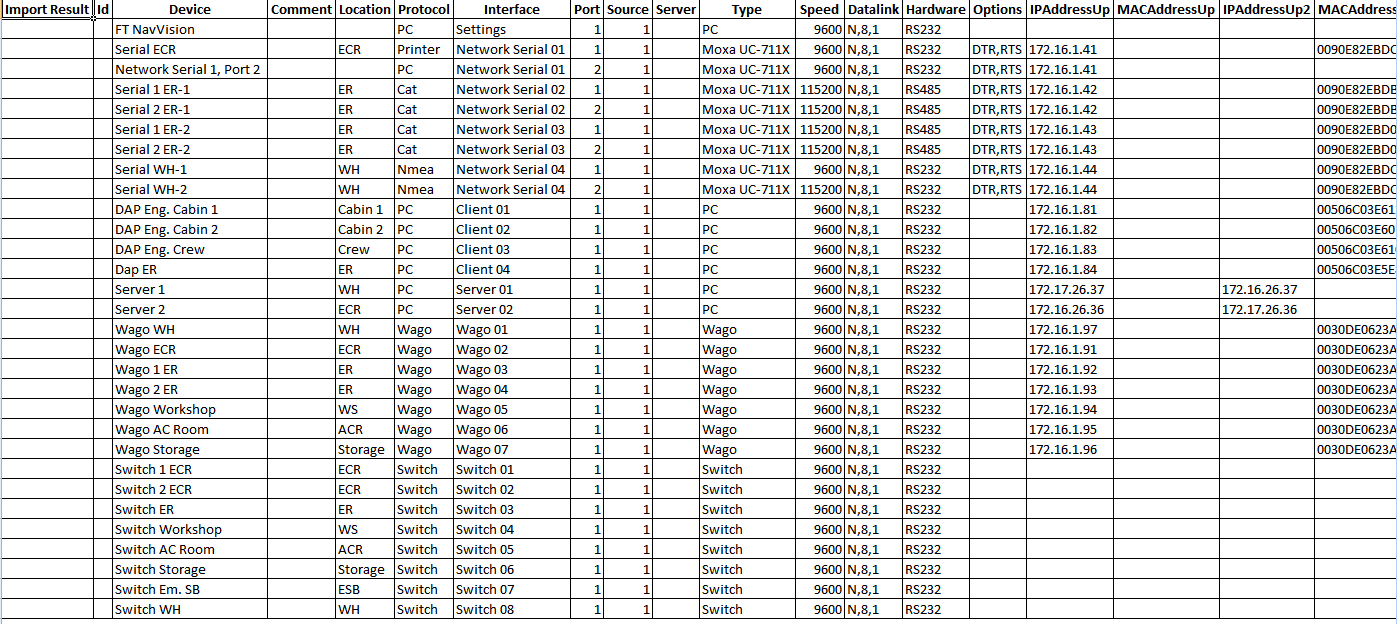 Import Result Id Device Comment Location Protocol Interface Port Source Server Type Speed Datalink Hardware Options IPAddressUp MACAddressUp IPAddressUp2 MACAddress
FT NavVision PC Settings 1 1 PC 9600 N,8,1 RS232
Serial ECR ECR Printer Network Serial 01 1 1 Moxa UC-711X 9600 N,8,1 RS232 DTR,RTS 172.16.1.41 0090E82EBDC
Network Serial 1, Port 2 PC Network Serial 01 2 1 Moxa UC-711X 9600 N,8,1 RS232 DTR,RTS 172.16.1.41
Serial 1 ER-1 ER Cat Network Serial 02 1 1 Moxa UC-711X 115200 N,8,1 RS485 DTR,RTS 172.16.1.42 0090E82EBDB
Serial 2 ER-1 ER Cat Network Serial 02 2 1 Moxa UC-711X 115200 N,8,1 RS485 DTR,RTS 172.16.1.42 0090E82EBDB
Serial 1 ER-2 ER Cat Network Serial 03 1 1 Moxa UC-711X 115200 N,8,1 RS485 DTR,RTS 172.16.1.43 0090E82EBD0
Serial 2 ER-2 ER Cat Network Serial 03 2 1 Moxa UC-711X 115200 N,8,1 RS485 DTR,RTS 172.16.1.43 0090E82EBD0
Serial WH-1 WH Nmea Network Serial 04 1 1 Moxa UC-711X 9600 N,8,1 RS232 DTR,RTS 172.16.1.44 0090E82EBDC
Serial WH-2 WH Nmea Network Serial 04 2 1 Moxa UC-711X 115200 N,8,1 RS232 DTR,RTS 172.16.1.44 0090E82EBDC
DAP Eng. Cabin 1 Cabin 1 PC Client 01 1 1 PC 9600 N,8,1 RS232 172.16.1.81 00506C03E61
DAP Eng. Cabin 2 Cabin 2 PC Client 02 1 1 PC 9600 N,8,1 RS232 172.16.1.82 00506C03E60
DAP Eng. Crew Crew PC Client 03 1 1 PC 9600 N,8,1 RS232 172.16.1.83 00506C03E61
Dap ER ER PC Client 04 1 1 PC 9600 N,8,1 RS232 172.16.1.84 00506C03E5E
Server 1 WH PC Server 01 1 1 PC 9600 N,8,1 RS232 172.17.26.37 172.16.26.37
Server 2 ECR PC Server 02 1 1 PC 9600 N,8,1 RS232 172.16.26.36 172.17.26.36
Wago WH WH Wago Wago 01 1 1 Wago 9600 N,8,1 RS232 172.16.1.97 0030DE0623A
Wago ECR ECR Wago Wago 02 1 1 Wago 9600 N,8,1 RS232 172.16.1.91 0030DE0623A
Wago 1 ER ER Wago Wago 03 1 1 Wago 9600 N,8,1 RS232 172.16.1.92 0030DE0623A
Wago 2 ER ER Wago Wago 04 1 1 Wago 9600 N,8,1 RS232 172.16.1.93 0030DE0623A
Wago Workshop WS Wago Wago 05 1 1 Wago 9600 N,8,1 RS232 172.16.1.94 0030DE0623A
Wago AC Room ACR Wago Wago 06 1 1 Wago 9600 N,8,1 RS232 172.16.1.95 0030DE0623A
Wago Storage Storage Wago Wago 07 1 1 Wago 9600 N,8,1 RS232 172.16.1.96 0030DE0623A
Switch 1 ECR ECR Switch Switch 01 1 1 Switch 9600 N,8,1 RS232
Switch 2 ECR ECR Switch Switch 02 1 1 Switch 9600 N,8,1 RS232
Switch ER ER Switch Switch 03 1 1 Switch 9600 N,8,1 RS232
Switch Workshop WS Switch Switch 04 1 1 Switch 9600 N,8,1 RS232
Switch AC Room ACR Switch Switch 05 1 1 Switch 9600 N,8,1 RS232
Switch Storage Storage Switch Switch 06 1 1 Switch 9600 N,8,1 RS232
Switch Em. SB ESB Switch Switch 07 1 1 Switch 9600 N,8,1 RS232
Switch WH WH Switch Switch 08 1 1 Switch 9600 N,8,1 RS232